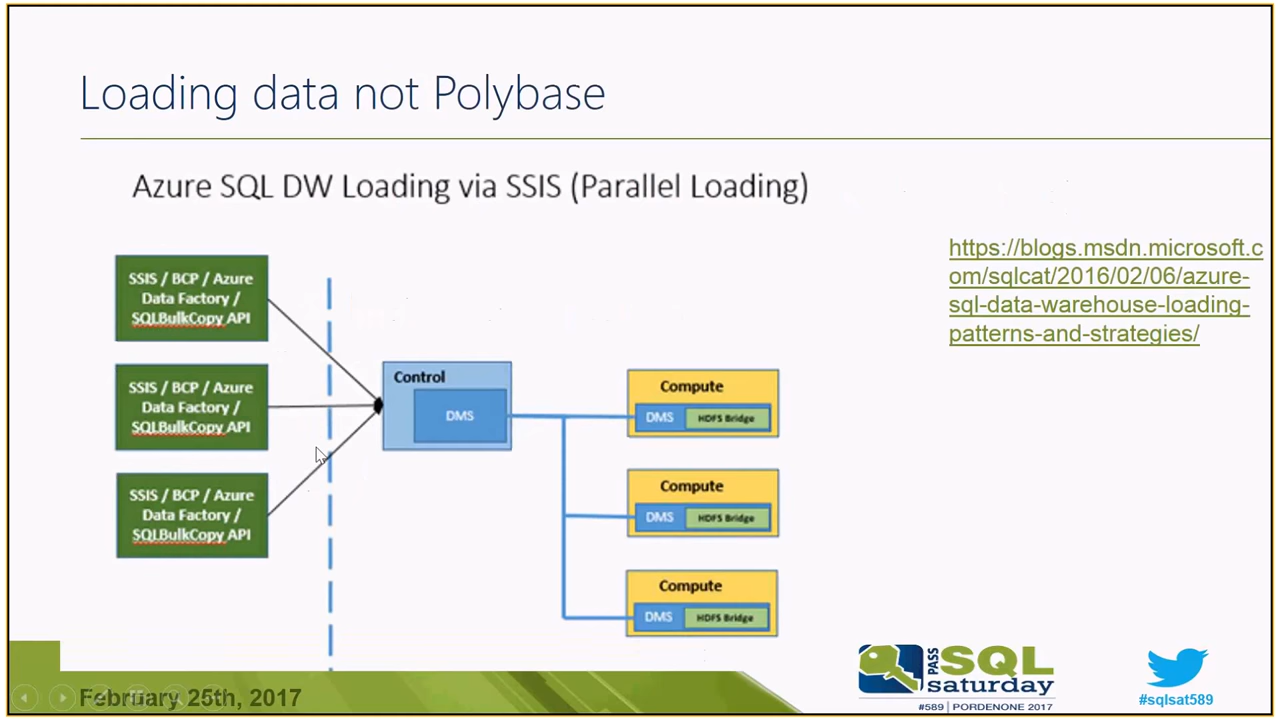 Loading data not Polybase
Azure SQL DW Loading via SSIS (Parallel Loading)
https://blogs.msdn.microsoft.c
om/sqlcat/2016/02/06/azure-
sql-data-warehouse-loading-
patterns-and-strategies/
SSIS / BCP / Azure
Data Factory /
SQLBulkCopy API
SSIS / BCP / Azure
Data Factory /
SQLBulkCopy API
SSIS / BCP / Azure
Data Factory /
SQLBulkCopy API
Control
DMS
Compute
DMS HDFS Bridge
Compute
DMS HDFS Bridge
Compute
DMS HDFS Bridge
February 25th, 2017
PASS
SQL
saturday
#589 | PORDENONE 2017
#sqlsat589